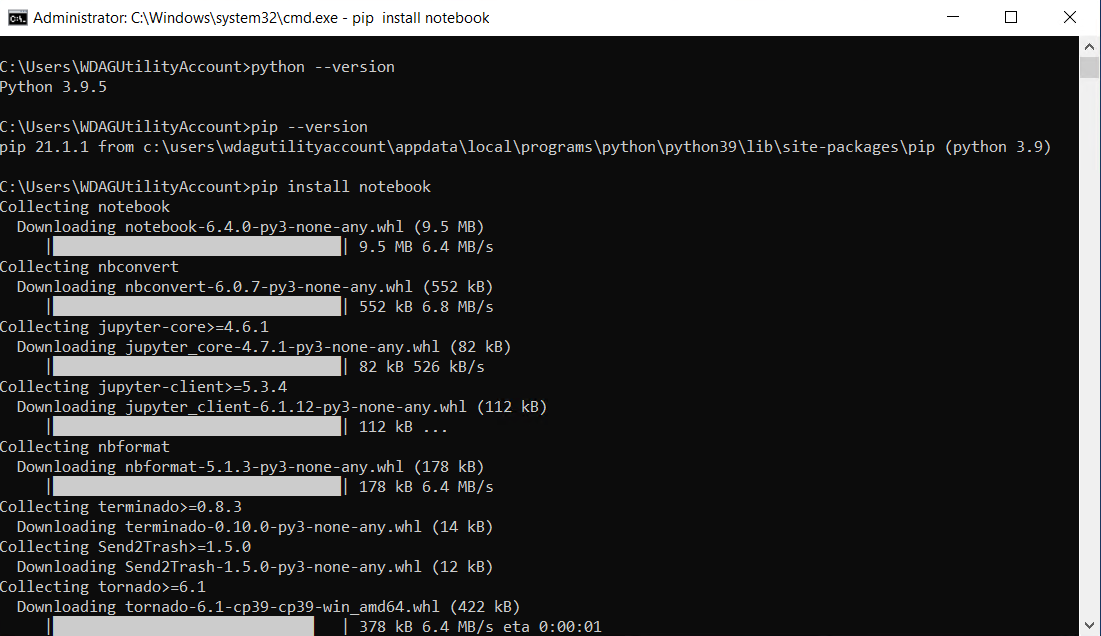 Administrator: C:\Windows\system32\cmd.exe - pip  install notebook
C:\Users\WDAGUtilityAccount>python --version
Python 3.9.5
C:\Users\WDAGUtilityAccount>pip --version
pip 21.1.1 from c:\users\wdagutilityaccount\appdata\local\programs\python\python39\lib\site-packages\pip (python 3.9)
C:\Users\WDAGUtilityAccount>pip install notebook
Collecting notebook
  Downloading notebook-6.4.0-py3-none-any.whl (9.5 MB)
     |████████████████████████████████| 9.5 MB 6.4 MB/s
Collecting nbconvert
  Downloading nbconvert-6.0.7-py3-none-any.whl (552 kB)
     |████████████████████████████████| 552 kB 6.8 MB/s
Collecting jupyter-core>=4.6.1
  Downloading jupyter_core-4.7.1-py3-none-any.whl (82 kB)
     |████████████████████████████████| 82 kB 526 kB/s
Collecting jupyter-client>=5.3.4
  Downloading jupyter_client-6.1.12-py3-none-any.whl (112 kB)
     |████████████████████████████████| 112 kB ...
Collecting nbformat
  Downloading nbformat-5.1.3-py3-none-any.whl (178 kB)
     |████████████████████████████████| 178 kB 6.4 MB/s
Collecting terminado>=0.8.3
  Downloading terminado-0.10.0-py3-none-any.whl (14 kB)
Collecting Send2Trash>=1.5.0
  Downloading Send2Trash-1.5.0-py3-none-any.whl (12 kB)
Collecting tornado>=6.1
  Downloading tornado-6.1-cp39-cp39-win_amd64.whl (422 kB)
     |█████████████████████████████   | 378 kB 6.4 MB/s eta 0:00:01